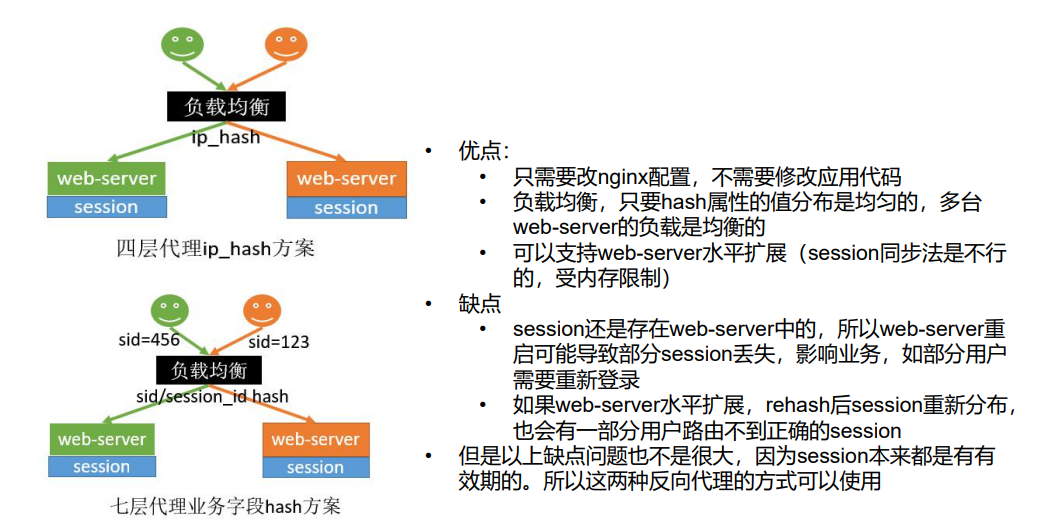 负载均衡
ip_hash
web-server
web-server
session
session
四层代理ip_hash方案
sid=456
sid=123
负载均衡
sid/session_id hash
web-server
web-server
session
session
七层代理业务字段hash方案
• 优点：
• 只需要改nginx配置，不需要修改应用代码
• 负载均衡，只要hash属性的值分布是均匀的，多台
web-server的负载是均衡的
• 可以支持web-server水平扩展（session同步法是不行
的，受内存限制）
• 缺点
• session还是存在web-server中的，所以web-server重
启可能导致部分session丢失，影响业务，如部分用户
需要重新登录
• 如果web-server水平扩展，rehash后session重新分布，
也会有一部分用户路由不到正确的session
• 但是以上缺点问题也不是很大，因为session本来都是有有
效期的。所以这两种反向代理的方式可以使用